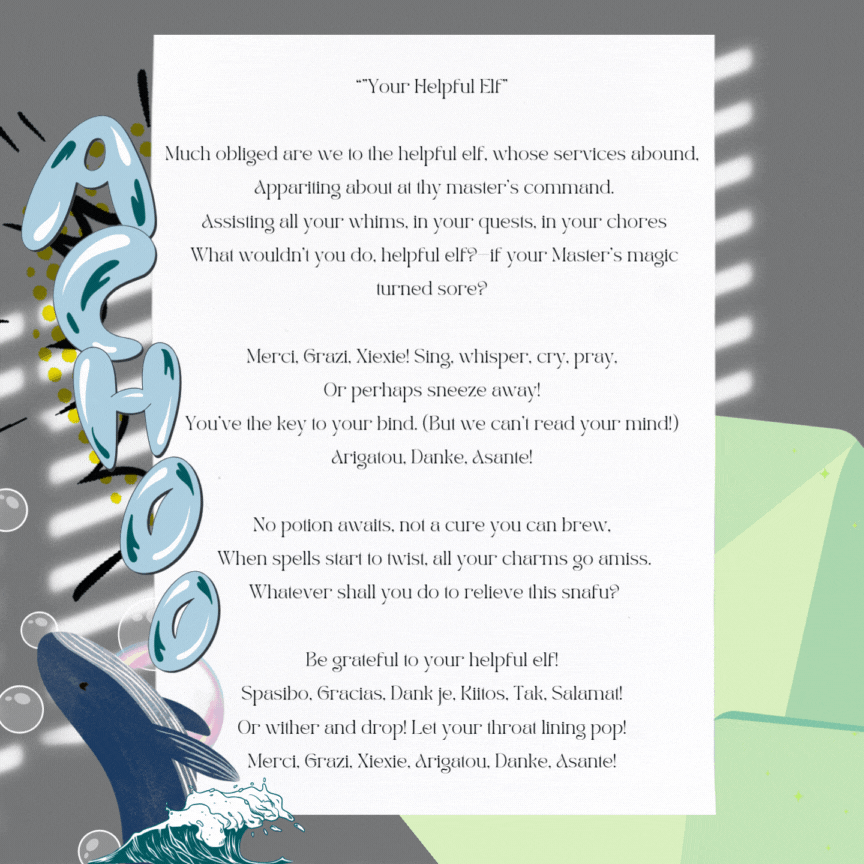 “”Your Helpful Elf”
Much obliged are we to the helpful elf, whose services abound,
Appariting about at thy master’s command.
Assisting all your whims, in your quests, in your chores
What wouldn’t you do, helpful elf?—if your Master’s magic
turned sore?
Merci, Grazi, Xiexie! Sing, whisper, cry, pray,
Or perhaps sneeze away!
You’ve the key to your bind. (But we can’t read your mind!)
Arigatou, Danke, Asante!
No potion awaits, not a cure you can brew,
When spells start to twist, all your charms go amiss.
Whatever shall you do to relieve this snafu?
Be grateful to your helpful elf!
Spasibo, Gracias, Dank je, Kiitos, Tak, Salamat!
Or wither and drop! Let your throat lining pop!
Merci, Grazi, Xiexie, Arigatou, Danke, Asante!
ACHOO